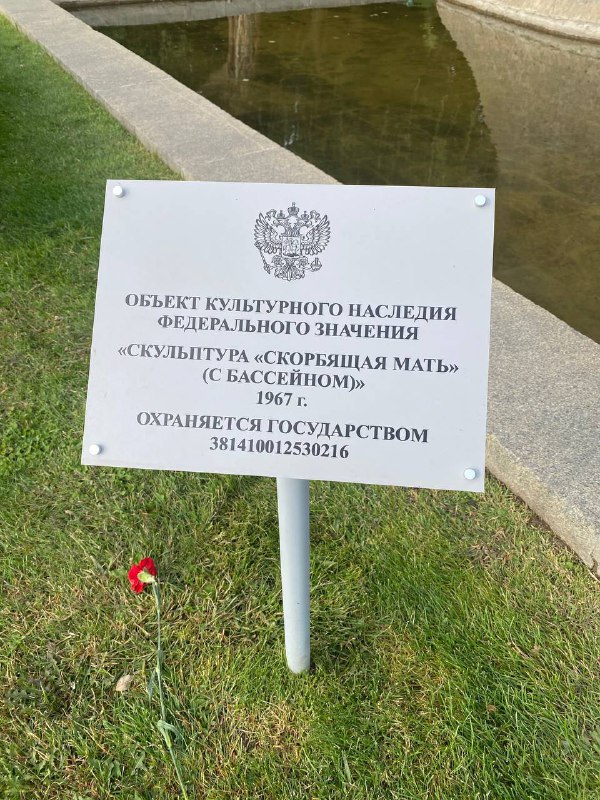 ОБЪЕКТ КУЛЬТУРНОГО НАСЛЕДИЯ
ФЕДЕРАЛЬНОГО ЗНАЧЕНИЯ
«СКУЛЬПТУРА «СКОРБЯЩАЯ МАТЬ»
(С БАССЕЙНОМ)»
1967 г.
ОХРАНЯЕТСЯ ГОСУДАРСТВОМ
381410012530216